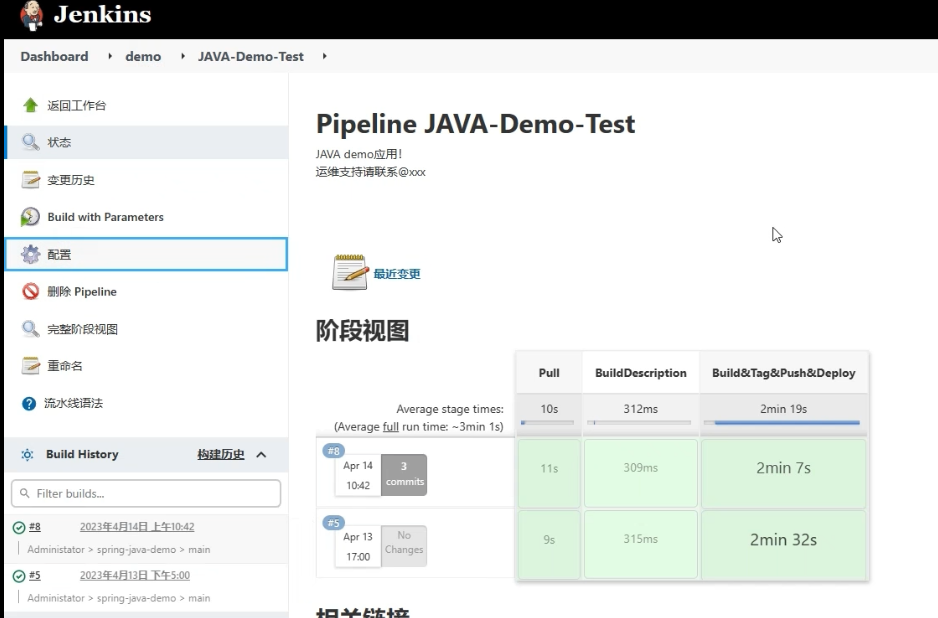 Jenkins
Dashboard
demo
JAVA-Demo-Test
返回工作台
状态
变更历史
Build with Parameters
配置
删除 Pipeline
完整阶段视图
重命名
流水线语法
Build History
构建历史
Filter builds...
#8
2023年4月14日 上午10:42
Administator > spring-java-demo > main
#5
2023年4月13日 下午5:00
Administator > spring-java-demo > main
Pipeline JAVA-Demo-Test
JAVA demo应用!
运维支持请联系@xxx
最近变更
阶段视图
Pull
BuildDescription
Build&Tag&Push&Deploy
Average stage times:
(Average full run time: ~3min 1s)
10s
312ms
2min 19s
#8
Apr 14
10:42
3
commits
11s
309ms
2min 7s
#5
Apr 13
17:00
No
Changes
9s
315ms
2min 32s
相关链接